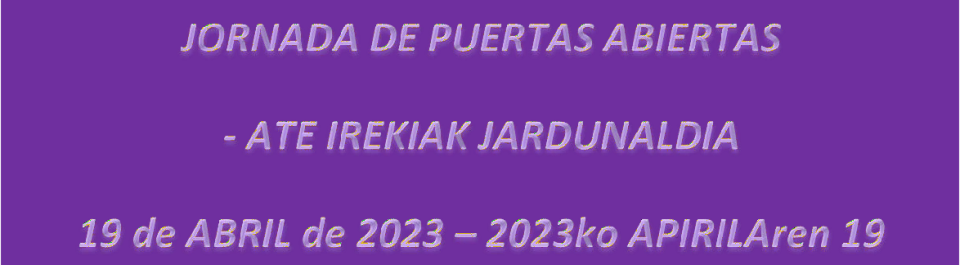 JORNADA DE PUERTAS ABIERTAS
- ATE IREKIAK JARDUNALDIA
19 de ABRIL de 2023 – 2023ko APIRILAren 19